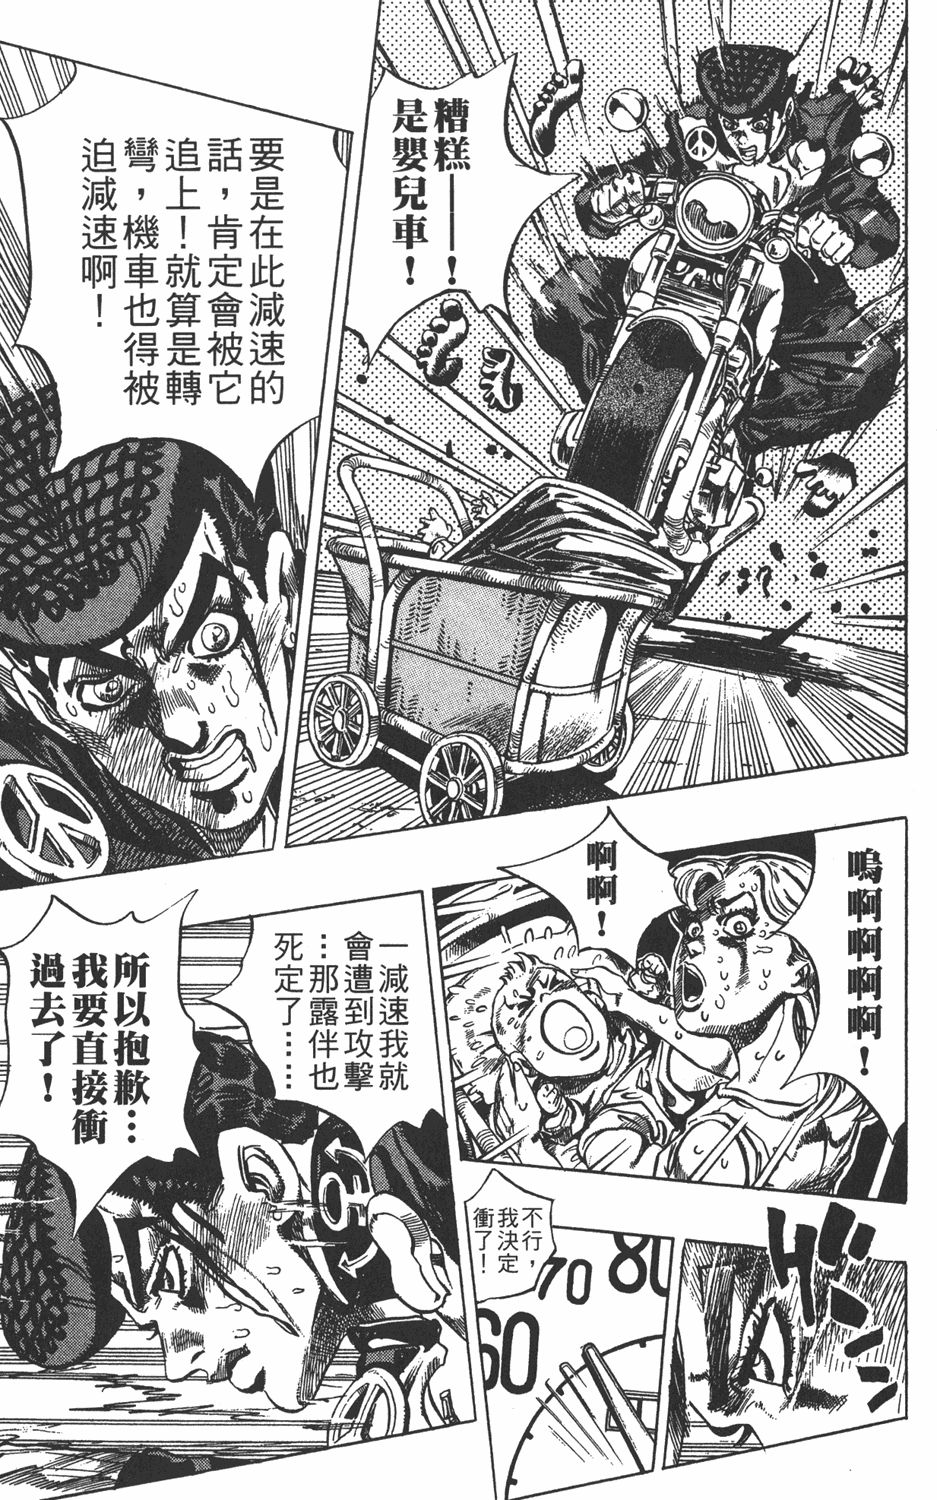 糟糕——！
是嬰兒車！
要是在此減速的
話，肯定會被它
追上！就算是轉
彎，機車也得被
迫減速啊！
嗚啊啊啊啊啊！
啊啊！
一減速我就
會遭到攻擊
…那露伴也
死定了……
所以抱歉…
我要直接衝
過去了！
ドドン
不行，
我決定
衝了！
80
70
60